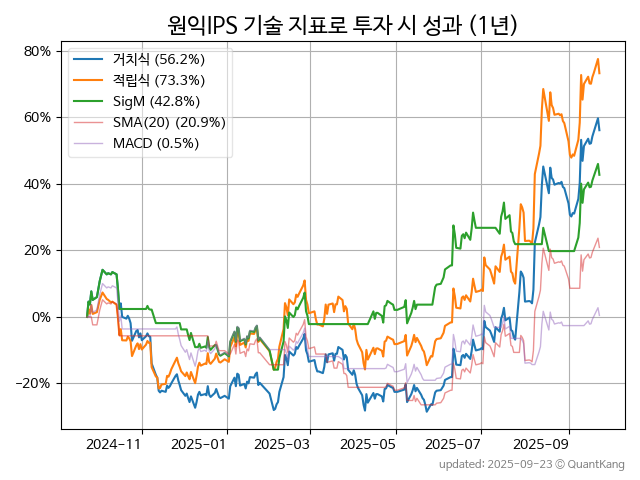 원익IPS 기술 지표로 투자 시 성과 (1년)
80%
60%
40%
20%
0%
−20%
거치식 (56.2%)
적립식 (73.3%)
SigM (42.8%)
SMA(20) (20.9%)
MACD (0.5%)
2024-11
2025-01
2025-03
2025-05
2025-07
2025-09
updated: 2025-09-23 © QuantKang